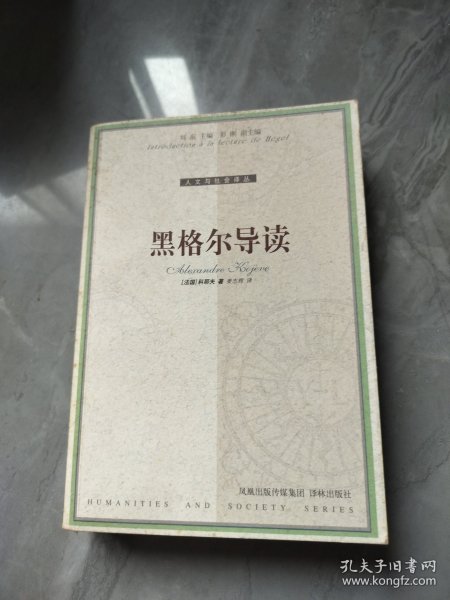 刘东 主编 彭刚 副主编
Introduction à la lecture de Hegel
人文与社会译丛
黑格尔导读
Alexandre Kojève
[法国]科耶夫 著 姜志辉 译
凤凰出版传媒集团 译林出版社
HUMANITIES AND SOCIETY SERIES
孔夫子旧书网
www.kongfz.com